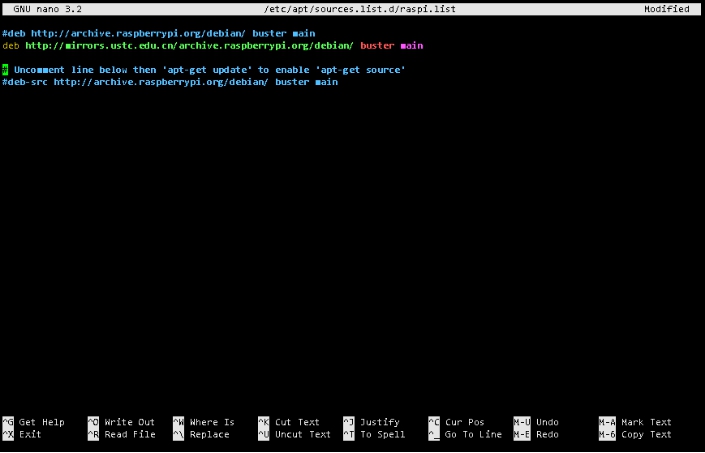 GNU nano 3.2 /etc/apt/sources.list.d/raspi.list Modified
#deb http://archive.raspberrypi.org/debian/ buster main
deb http://mirrors.ustc.edu.cn/archive.raspberrypi.org/debian/ buster main
# Uncomment line below then 'apt-get update' to enable 'apt-get source'
#deb-src http://archive.raspberrypi.org/debian/ buster main
^G Get Help ^O Write Out ^W Where Is ^K Cut Text ^J Justify ^C Cur Pos M-U Undo M-A Mark Text
^X Exit ^R Read File ^\ Replace ^U Uncut Text ^T To Spell ^_ Go To Line M-E Redo M-6 Copy Text